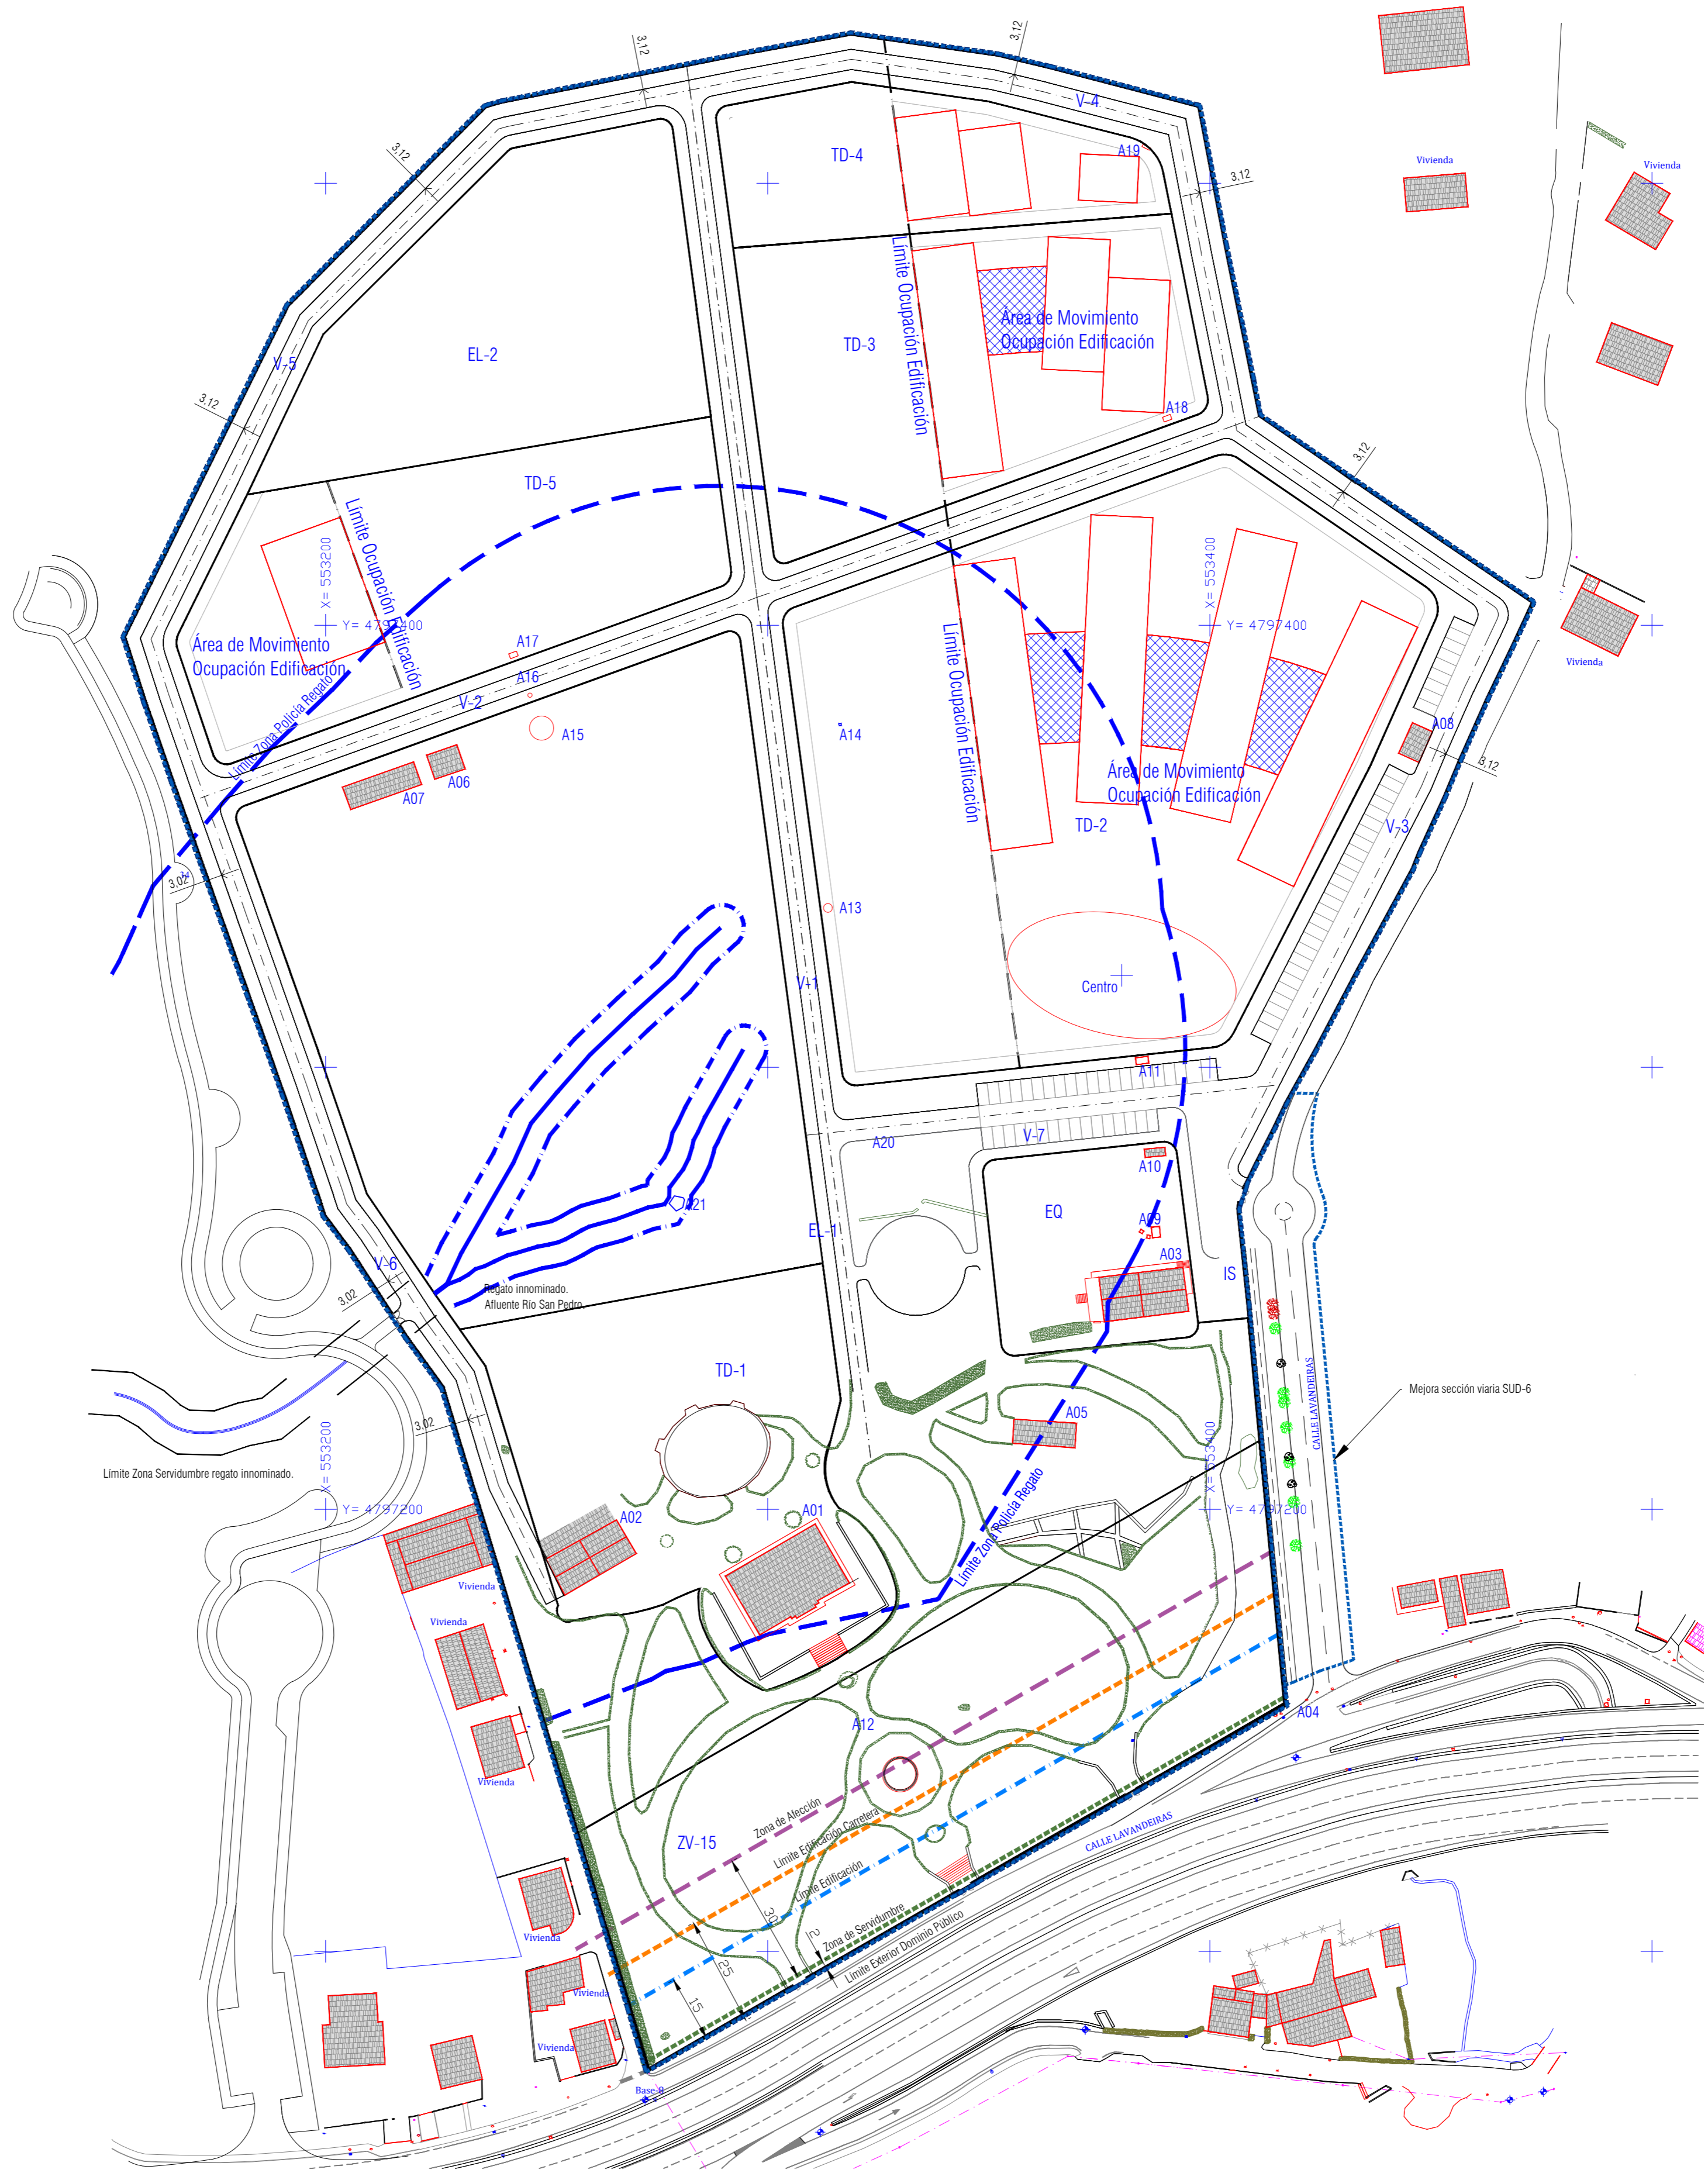 3,12
3,12
V-4
TD-4
A19
3,12
3,12
Vivienda
Vivienda
Límite Ocupación Edificación
Área de Movimiento
Ocupación Edificación
TD-3
EL-2
V-5
3,12
A18
3,12
TD-5
Límite Ocupación Edificación
X= 553200
Y= 4797400
X= 553400
Y= 4797400
Límite Ocupación Edificación
Área de Movimiento
Ocupación Edificación
A17
A16
V-2
A15
Límite Zona Policía Regato
A07
A06
A14
Vivienda
A08
3,12
Área de Movimiento
Ocupación Edificación
TD-2
V-3
3,02
A13
V-1
Centro
A11
A20
V-7
A10
A21
EL-1
EQ
A09
A03
IS
V-6
3,02
Regato innominado.
Afluente Río San Pedro.
TD-1
3,02
A05
CALLE LAVANDEIRAS
Mejora sección viaria SUD-6
Límite Zona Servidumbre regato innominado.
X= 553200
Y= 4797200
X= 553400
Y= 4797200
A02
A01
Límite Zona Policía Regato
Vivienda
Vivienda
Vivienda
A12
A04
Zona de Afección
Límite Edificación Carretera
Límite Edificación
ZV-15
CALLE LAVANDEIRAS
30
2
25
15
Zona de Servidumbre
Límite Exterior Dominio Público
Vivienda
Vivienda
Vivienda
Base-8